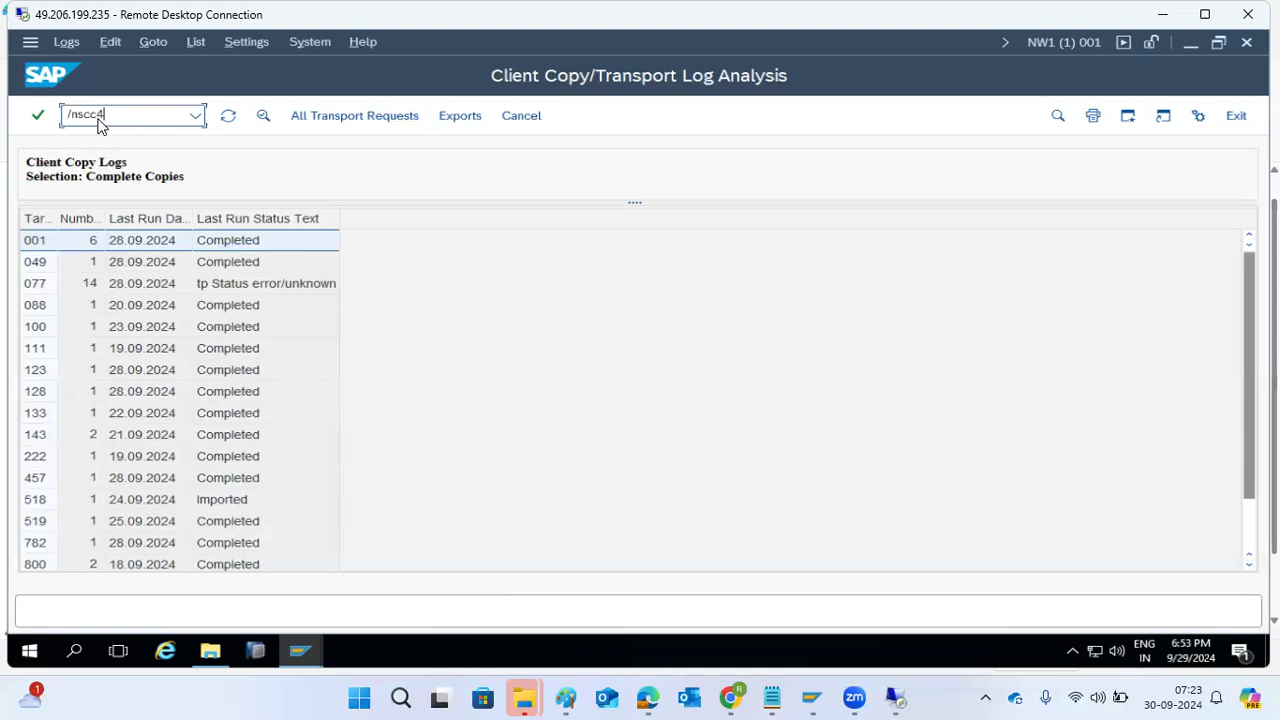 49.206.199.235 - Remote Desktop Connection
Logs Edit Goto List Settings System Help NW1 (1) 001
SAP Client Copy/Transport Log Analysis
/nscc4 All Transport Requests Exports Cancel Exit
Client Copy Logs
Selection: Complete Copies
Tar... Numb... Last Run Da... Last Run Status Text
001 6 28.09.2024 Completed
049 1 28.09.2024 Completed
077 14 28.09.2024 tp Status error/unknown
088 1 20.09.2024 Completed
100 1 23.09.2024 Completed
111 1 19.09.2024 Completed
123 1 28.09.2024 Completed
128 1 28.09.2024 Completed
133 1 22.09.2024 Completed
143 2 21.09.2024 Completed
222 1 19.09.2024 Completed
457 1 28.09.2024 Completed
518 1 24.09.2024 Imported
519 1 25.09.2024 Completed
782 1 28.09.2024 Completed
800 2 18.09.2024 Completed
ENG 6:53 PM
IN 9/29/2024 1
1 07:23
30-09-2024 PRE